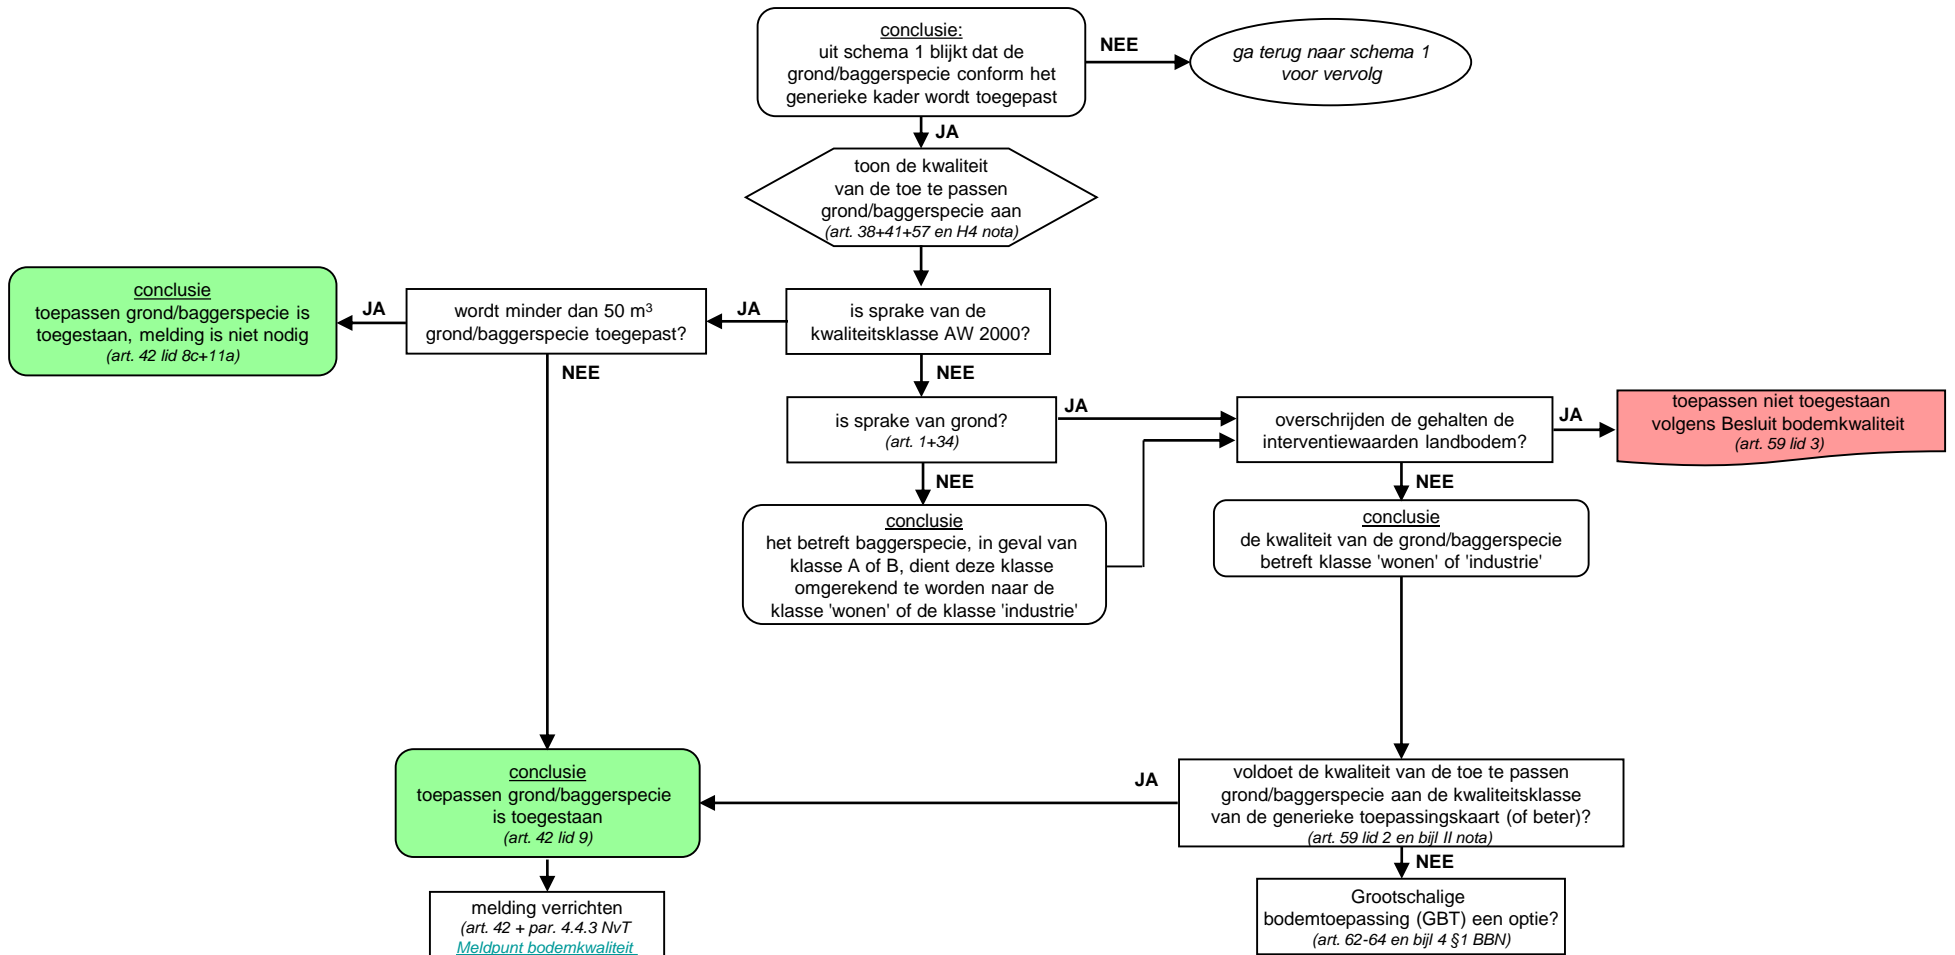 conclusie:
uit schema 1 blijkt dat de
grond/baggerspecie conform het
generieke kader wordt toegepast
NEE
ga terug naar schema 1
voor vervolg
JA
toon de kwaliteit
van de toe te passen
grond/baggerspecie aan
(art. 38+41+57 en H4 nota)
conclusie
toepassen grond/baggerspecie is
toegestaan, melding is niet nodig
(art. 42 lid 8c+11a)
JA
wordt minder dan 50 m³
grond/baggerspecie toegepast?
JA
is sprake van de
kwaliteitsklasse AW 2000?
NEE
NEE
is sprake van grond?
(art. 1+34)
JA
overschrijden de gehalten de
interventiewaarden landbodem?
JA
toepassen niet toegestaan
volgens Besluit bodemkwaliteit
(art. 59 lid 3)
NEE
NEE
conclusie
het betreft baggerspecie, in geval van
klasse A of B, dient deze klasse
omgerekend te worden naar de
klasse 'wonen' of de klasse 'industrie'
conclusie
de kwaliteit van de grond/baggerspecie
betreft klasse 'wonen' of 'industrie'
conclusie
toepassen grond/baggerspecie
is toegestaan
(art. 42 lid 9)
JA
voldoet de kwaliteit van de toe te passen
grond/baggerspecie aan de kwaliteitsklasse
van de generieke toepassingskaart (of beter)?
(art. 59 lid 2 en bijl II nota)
NEE
melding verrichten
(art. 42 + par. 4.4.3 NvT
Meldpunt bodemkwaliteit
Grootschalige
bodemtoepassing (GBT) een optie?
(art. 62-64 en bijl 4 §1 BBN)